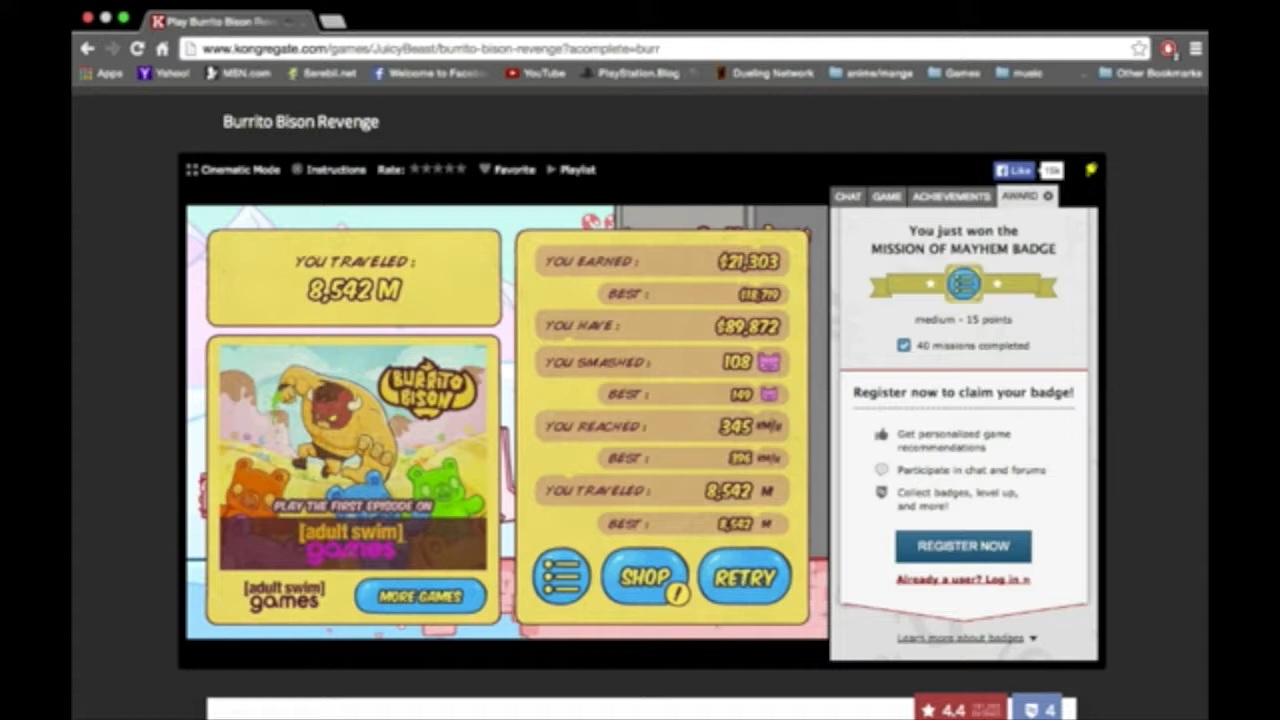 Play Burrito Bison Rev
www.kongregate.com/games/JuicyBeast/burrito-bison-revenge?acomplete=burr
Apps
Yahoo!
MSN.com
Serebii.net
Welcome to Faceb
YouTube
PlayStation.Blog
Dueling Network
anime/manga
Games
music
Other Bookmarks
Burrito Bison Revenge
Cinematic Mode
Instructions
Rate:
Favorite
Playlist
Like
CHAT
GAME
ACHIEVEMENTS
AWARD
YOU TRAVELED:
8,542 M
BURRITO
BISON
PLAY THE FIRST EPISODE ON
[adult swim]
games
[adult swim]
games
MORE GAMES
YOU EARNED: $21,303
BEST: $18,719
YOU HAVE: $89,872
YOU SMASHED: 108
BEST: 149
YOU REACHED: 345 KM/H
BEST: 396 KM/H
YOU TRAVELED: 8,542 M
BEST: 8,542 M
SHOP
!
RETRY
You just won the
MISSION OF MAYHEM BADGE
medium - 15 points
40 missions completed
Register now to claim your badge!
Get personalized game
recommendations
Participate in chat and forums
Collect badges, level up,
and more!
REGISTER NOW
Already a user? Log in »
Learn more about badges
4.4
4